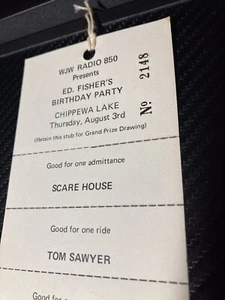 WJW RADIO 850
Presents
ED. FISHER'S
BIRTHDAY PARTY
CHIPPEWA LAKE
Thursday, August 3rd
(Retain this stub for Grand Prize Drawing)
No. 2148
Good for one admittance
SCARE HOUSE
Good for one ride
TOM SAWYER
Good for one